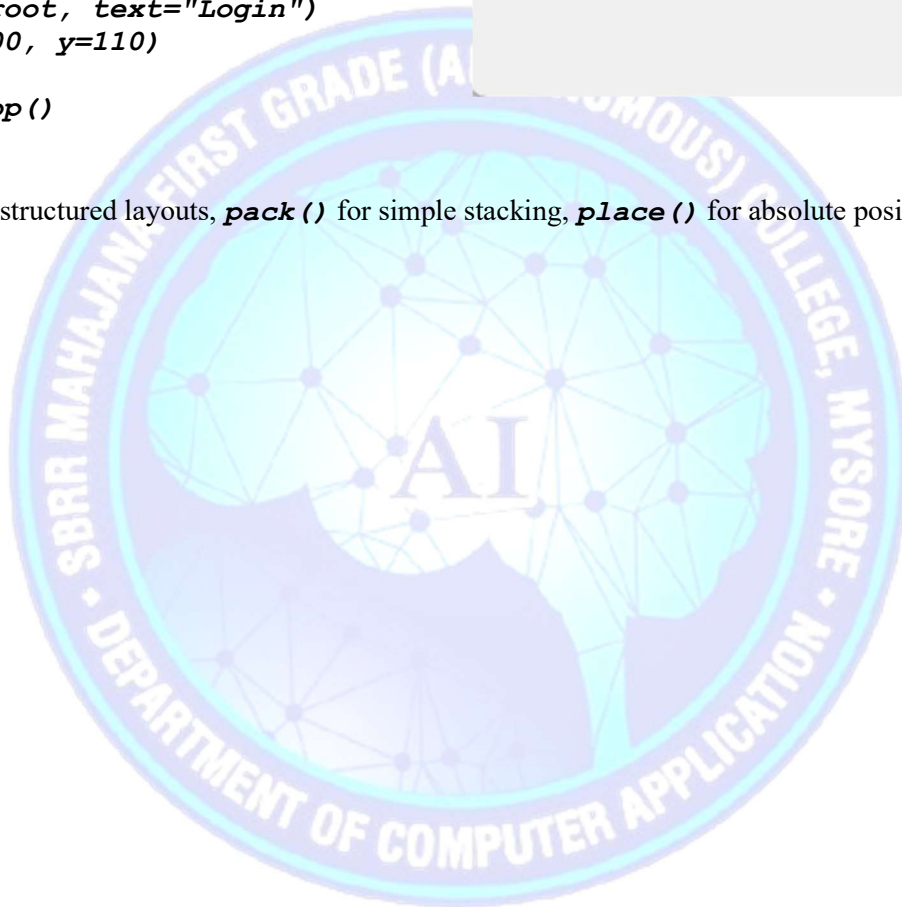 root, text="Login")
00, y=110)
op()
structured layouts, pack() for simple stacking, place() for absolute posi
SBRR MAHAJANA FIRST GRADE (A NOMOUS) COLLEGE, MYSORE
AI
• DEPARTMENT OF COMPUTER APPLICATION •